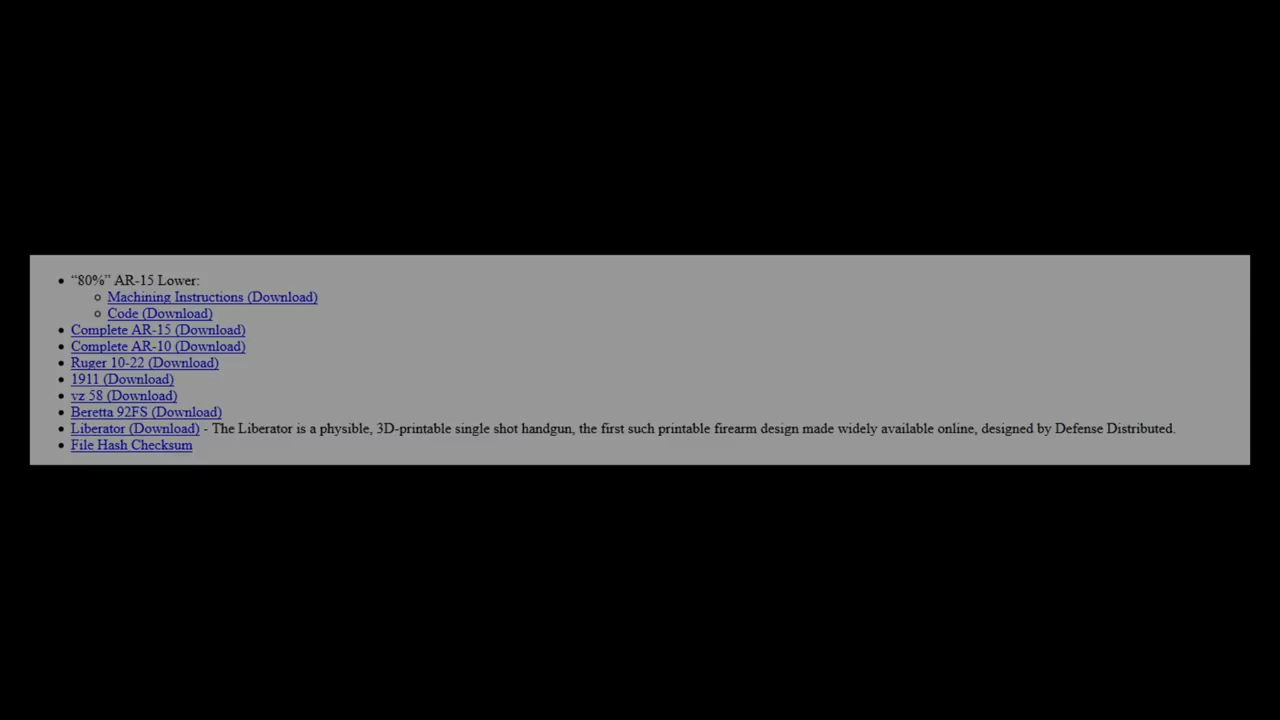 “80%” AR-15 Lower:
Machining Instructions (Download)
Code (Download)
Complete AR-15 (Download)
Complete AR-10 (Download)
Ruger 10-22 (Download)
1911 (Download)
vz 58 (Download)
Beretta 92FS (Download)
Liberator (Download) - The Liberator is a physible, 3D-printable single shot handgun, the first such printable firearm design made widely available online, designed by Defense Distributed.
File Hash Checksum